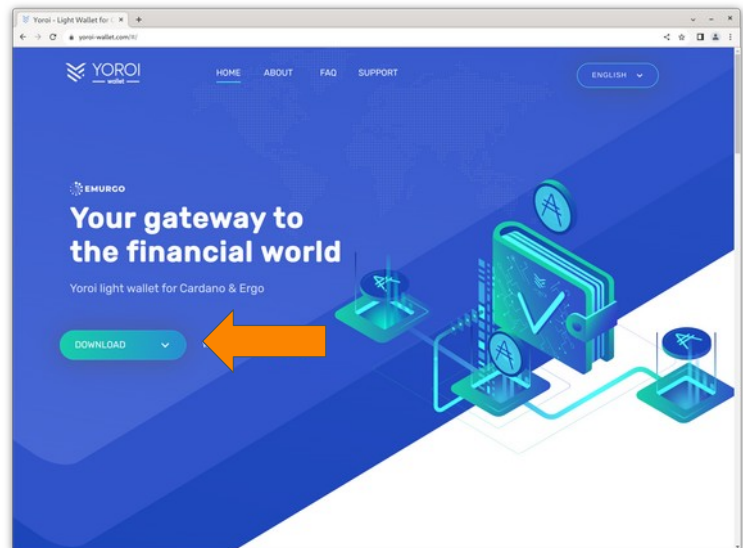 Yoroi - Light Wallet for C
yoroi-wallet.com/#/
YOROI
wallet
HOME ABOUT FAQ SUPPORT
ENGLISH
EMURGO
Your gateway to
the financial world
Yoroi light wallet for Cardano & Ergo
DOWNLOAD